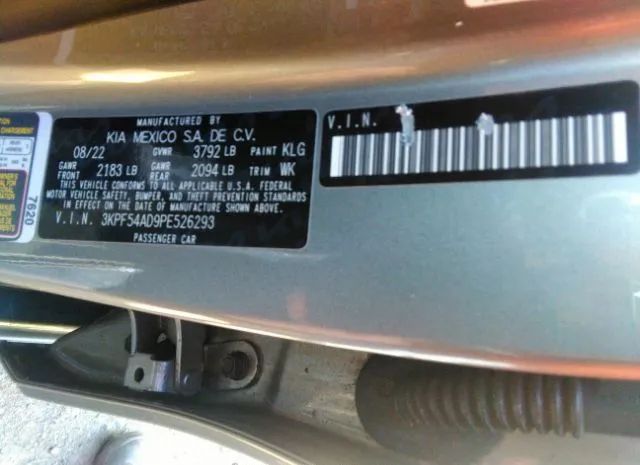 MANUFACTURED BY
KIA MEXICO S.A. DE C.V.
08/22 GVWR 3792 LB PAINT KLG
GAWR FRONT 2183 LB GAWR REAR 2094 LB TRIM WK
THIS VEHICLE CONFORMS TO ALL APPLICABLE U.S.A. FEDERAL
MOTOR VEHICLE SAFETY, BUMPER, AND THEFT PREVENTION STANDARDS
IN EFFECT ON THE DATE OF MANUFACTURE SHOWN ABOVE.
V.I.N. 3KPF54AD9PE526293
PASSENGER CAR
V.I.N.
7620